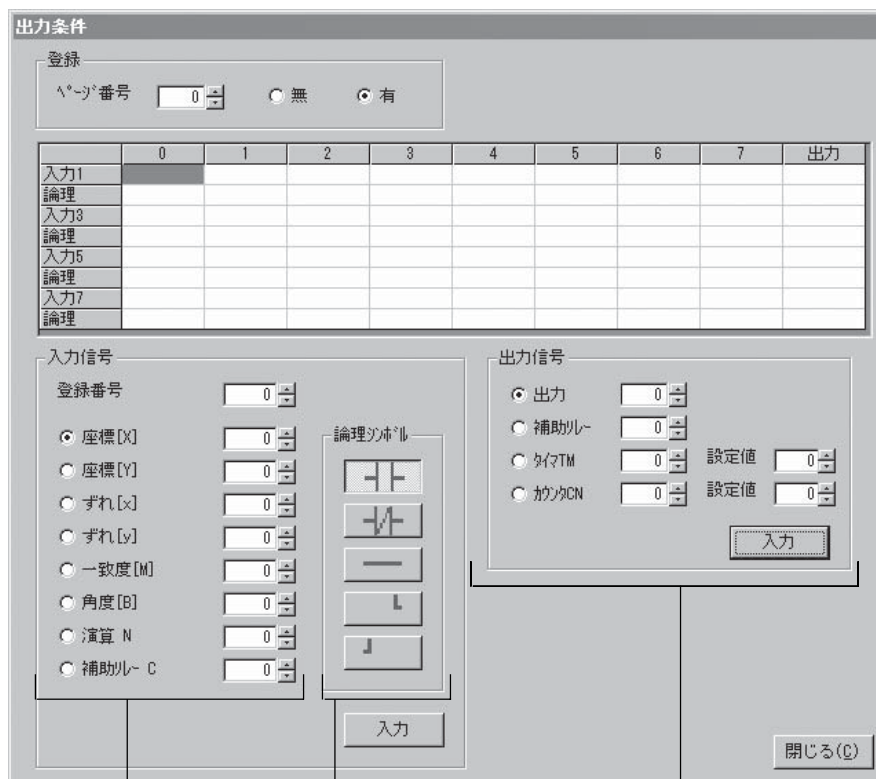 出力条件
登録
ﾍﾟｰｼﾞ番号 0 無 有
0 1 2 3 4 5 6 7 出力
入力1
論理
入力3
論理
入力5
論理
入力7
論理
入力信号
登録番号 0
座標[X] 0
座標[Y] 0
ずれ[x] 0
ずれ[y] 0
一致度[M] 0
角度[B] 0
演算 N 0
補助ﾘﾚｰ C 0
論理ｼﾝﾎﾞﾙ
入力
出力信号
出力 0
補助ﾘﾚｰ 0
ﾀｲﾏTM 0 設定値 0
ｶｳﾝﾀCN 0 設定値 0
入力
閉じる(C)